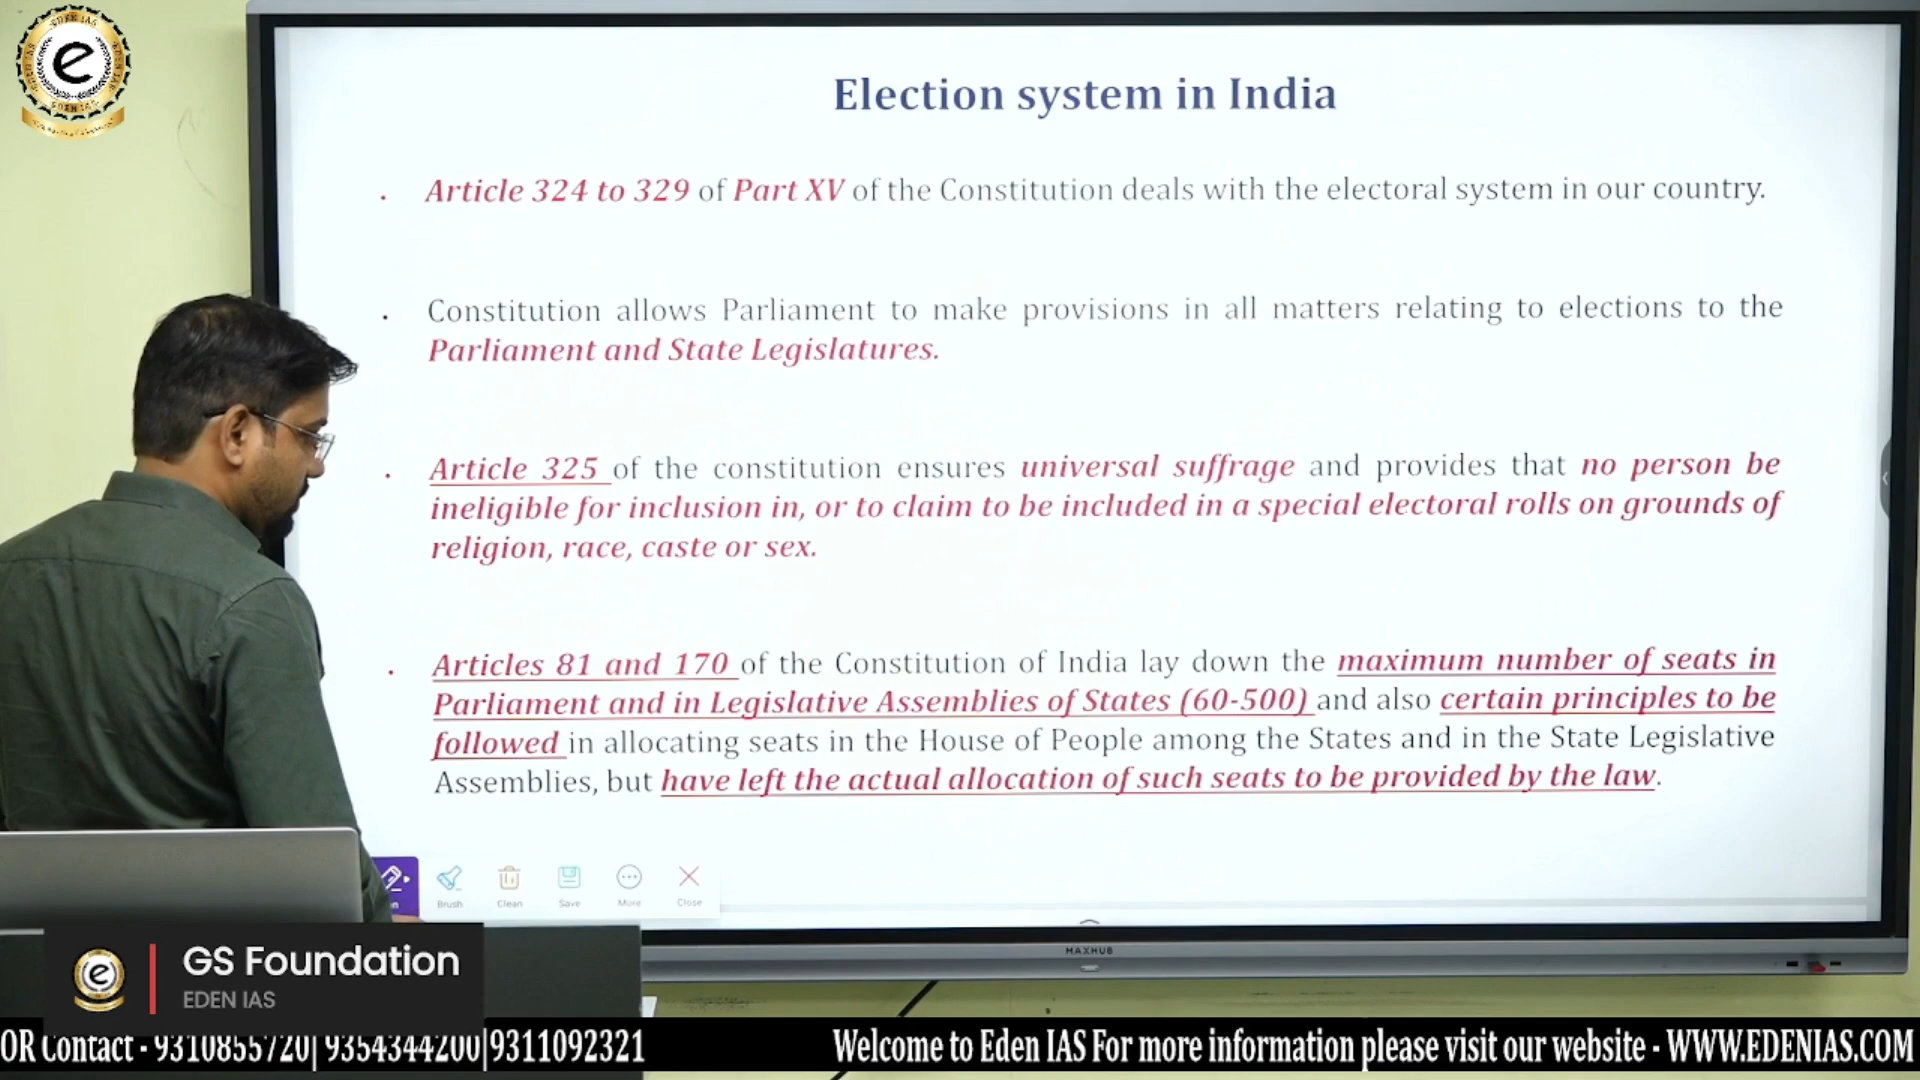 EDEN IAS
e
Election system in India
Article 324 to 329 of Part XV of the Constitution deals with the electoral system in our country.
Constitution allows Parliament to make provisions in all matters relating to elections to the
Parliament and State Legislatures.
Article 325 of the constitution ensures universal suffrage and provides that no person be
ineligible for inclusion in, or to claim to be included in a special electoral rolls on grounds of
religion, race, caste or sex.
Articles 81 and 170 of the Constitution of India lay down the maximum number of seats in
Parliament and in Legislative Assemblies of States (60-500) and also certain principles to be
followed in allocating seats in the House of People among the States and in the State Legislative
Assemblies, but have left the actual allocation of such seats to be provided by the law.
Brush Clean Save More Close
MAXHUB
e
GS Foundation
EDEN IAS
OR Contact - 9310855720| 9354344200|9311092321 Welcome to Eden IAS For more information please visit our website - WWW.EDENIAS.COM